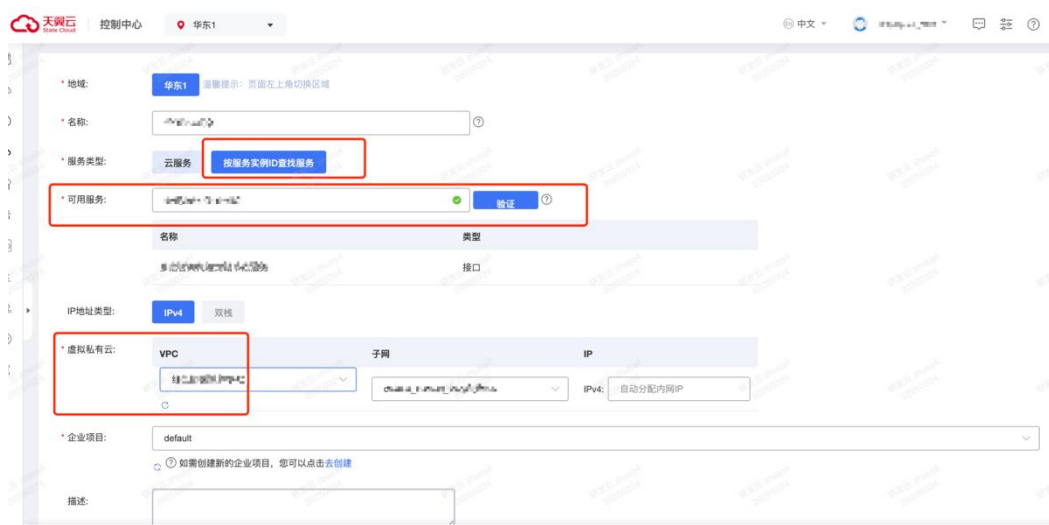 天翼云 控制中心 华东1 中文
State Cloud
* 地域: 华东1 温馨提示：页面左上角切换区域
* 名称:
* 服务类型: 云服务 按服务实例ID查找服务
* 可用服务: 验证
名称 类型
接口
IP地址类型: IPv4 双栈
* 虚拟私有云: VPC 子网 IP
IPv4: 自动分配内网IP
* 企业项目: default
如需创建新的企业项目，您可以点击去创建
描述: